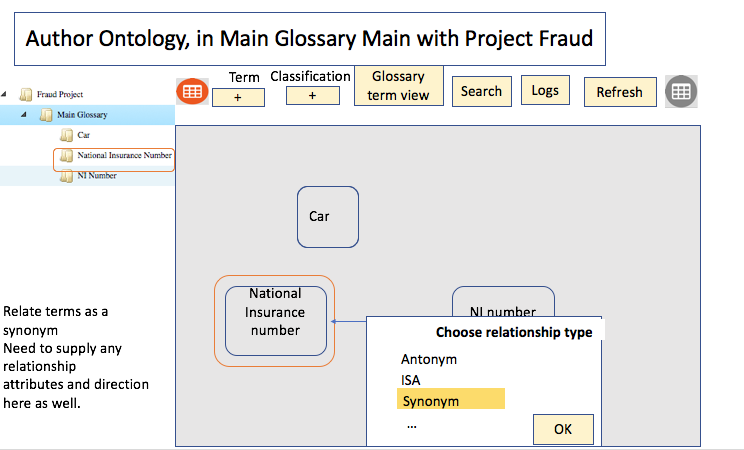 Author Ontology, in Main Glossary Main with Project Fraud
Term
Classification
Glossary
term view
+
+
Search
Logs
Refresh
Fraud Project
Main Glossary
Car
National Insurance Number
NI Number
Car
National
Insurance
number
NI number
Relate terms as a
synonym
Need to supply any
relationship
attributes and direction
here as well.
Choose relationship type
Antonym
ISA
Synonym
...
OK